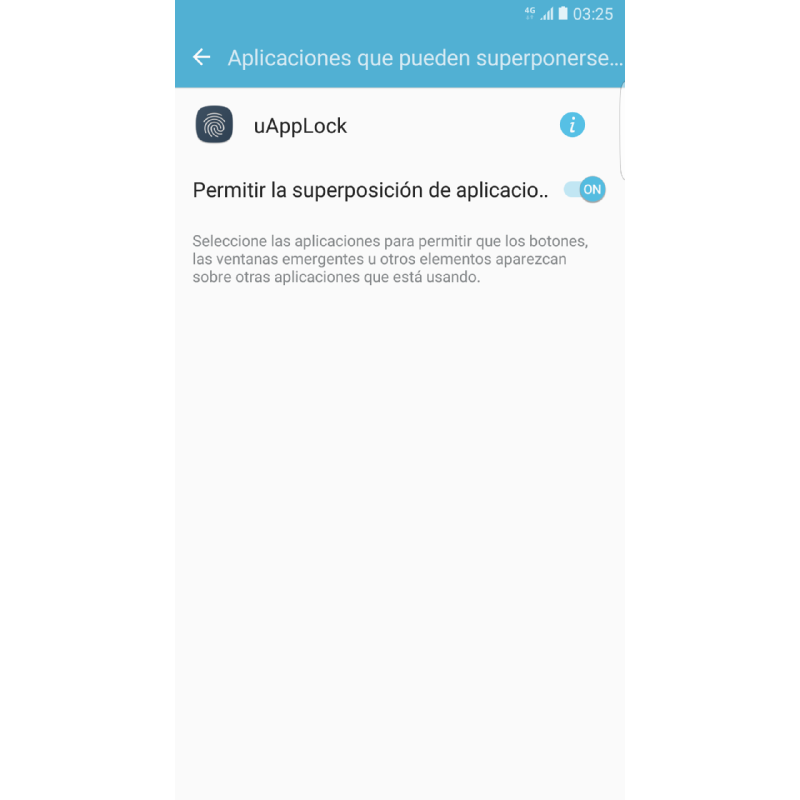 4G 03:25
Aplicaciones que pueden superponerse...
uAppLock
i
Permitir la superposición de aplicacio..
ON
Seleccione las aplicaciones para permitir que los botones,
las ventanas emergentes u otros elementos aparezcan
sobre otras aplicaciones que está usando.